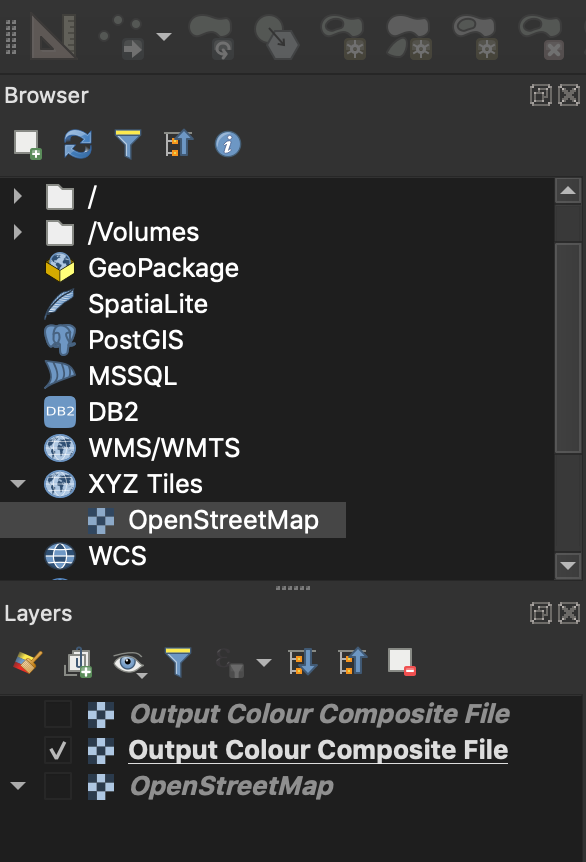 Browser
/
/Volumes
GeoPackage
SpatiaLite
PostGIS
MSSQL
DB2 DB2
WMS/WMTS
XYZ Tiles
OpenStreetMap
WCS
Layers
Output Colour Composite File
Output Colour Composite File
OpenStreetMap